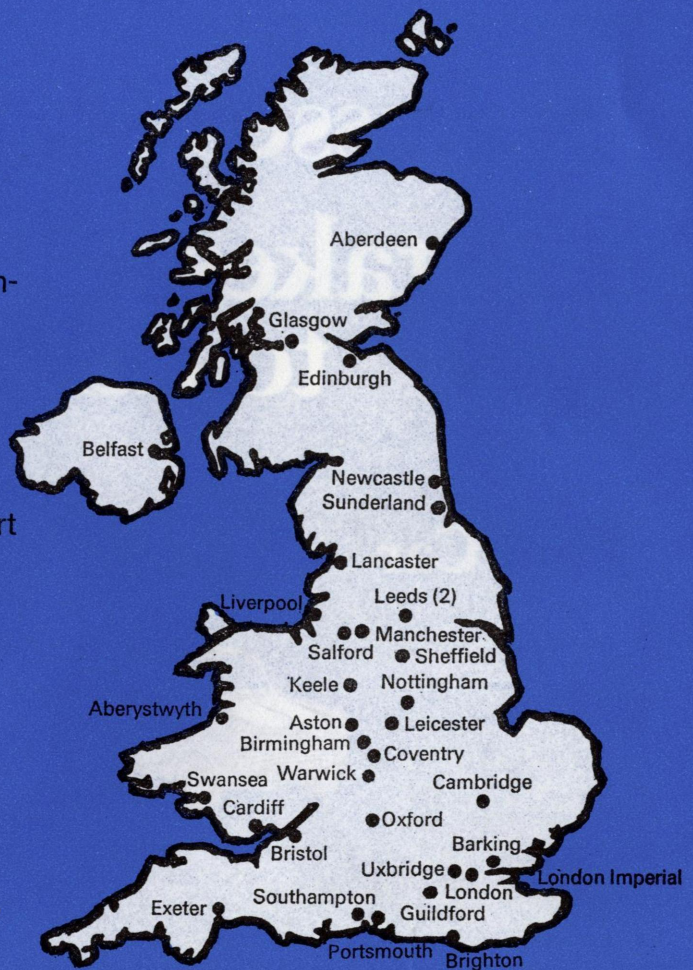 Aberdeen
n-
Glasgow
Edinburgh
Belfast
Newcastle
Sunderland
rt
Lancaster
Leeds (2)
Liverpool
Manchester
Salford
Sheffield
Keele
Nottingham
Aberystwyth
Aston
Leicester
Birmingham
Coventry
Warwick
Swansea
Cambridge
Cardiff
Oxford
Bristol
Barking
Uxbridge
London Imperial
London
Southampton
Guildford
Exeter
Portsmouth
Brighton